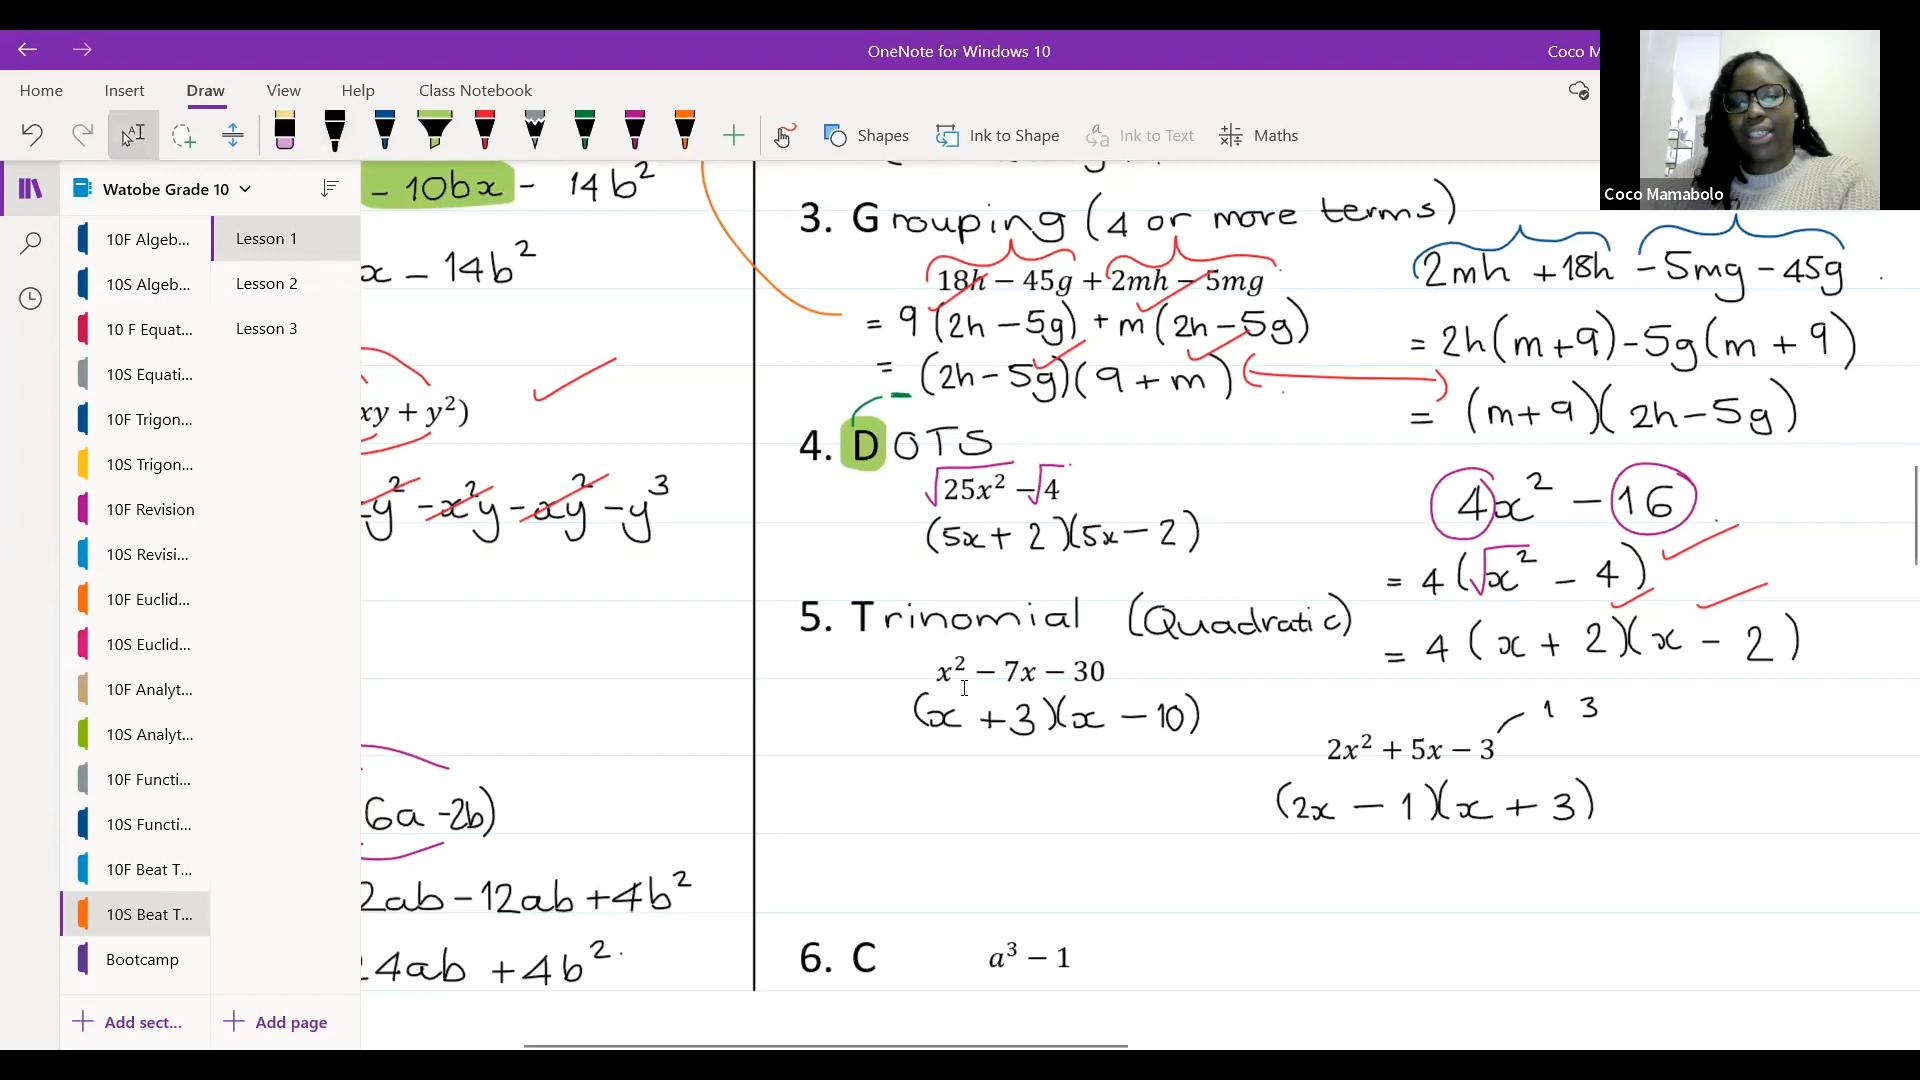 OneNote for Windows 10
Coco M
Home Insert Draw View Help Class Notebook
Shapes Ink to Shape Ink to Text Maths
Coco Mamabolo
Watobe Grade 10
10F Algeb...
10S Algeb...
10 F Equat...
10S Equati...
10F Trigon...
10S Trigon...
10F Revision
10S Revisi...
10F Euclid...
10S Euclid...
10F Analyt...
10S Analyt...
10F Functi...
10S Functi...
10F Beat T...
10S Beat T...
Bootcamp
Add sect...
Lesson 1
Lesson 2
Lesson 3
Add page
- 10bx - 14b²
x - 14b²
xy + y²)
y² - x²y - xy² - y³
(6a - 2b)
2ab - 12ab + 4b²
4ab + 4b²
3. Grouping (4 or more terms)
18h − 45g + 2mh − 5mg
= 9(2h - 5g) + m(2h - 5g)
= (2h - 5g)(9 + m)
2mh + 18h - 5mg - 45g
= 2h(m+9) - 5g(m + 9)
= (m+9)(2h - 5g)
4. DOTS
√25x² − √4
(5x + 2)(5x - 2)
4x² - 16
= 4(√x² - 4)
= 4(x + 2)(x - 2)
5. Trinomial (Quadratic)
x² − 7x − 30
(x + 3)(x - 10)
1 3
2x² + 5x − 3
(2x - 1)(x + 3)
6. C a³ − 1